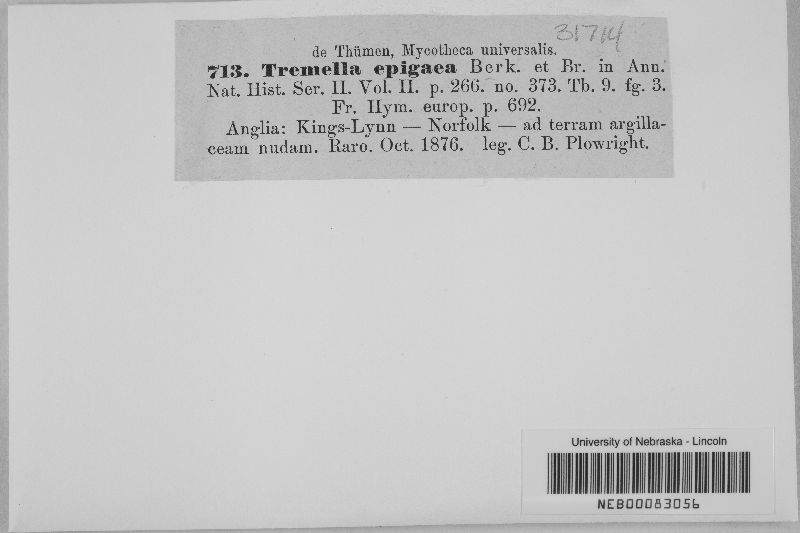 31714
de Thümen, Mycotheca universalis.
713. Tremella epigaea Berk. et Br. in Ann.
Nat. Hist. Ser. II. Vol. II. p. 266. no. 373. Tb. 9. fg. 3.
Fr. Hym. europ. p. 692.
Anglia: Kings-Lynn — Norfolk — ad terram argilla-
ceam nudam. Raro. Oct. 1876. leg. C. B. Plowright.
University of Nebraska - Lincoln
NEB00083056